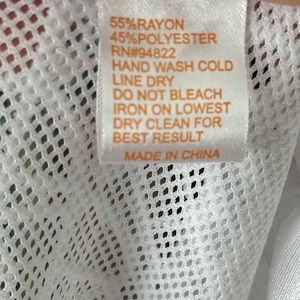 55%RAYON
45%POLYESTER
RN#94822
HAND WASH COLD
LINE DRY
DO NOT BLEACH
IRON ON LOWEST
DRY CLEAN FOR
BEST RESULT
MADE IN CHINA